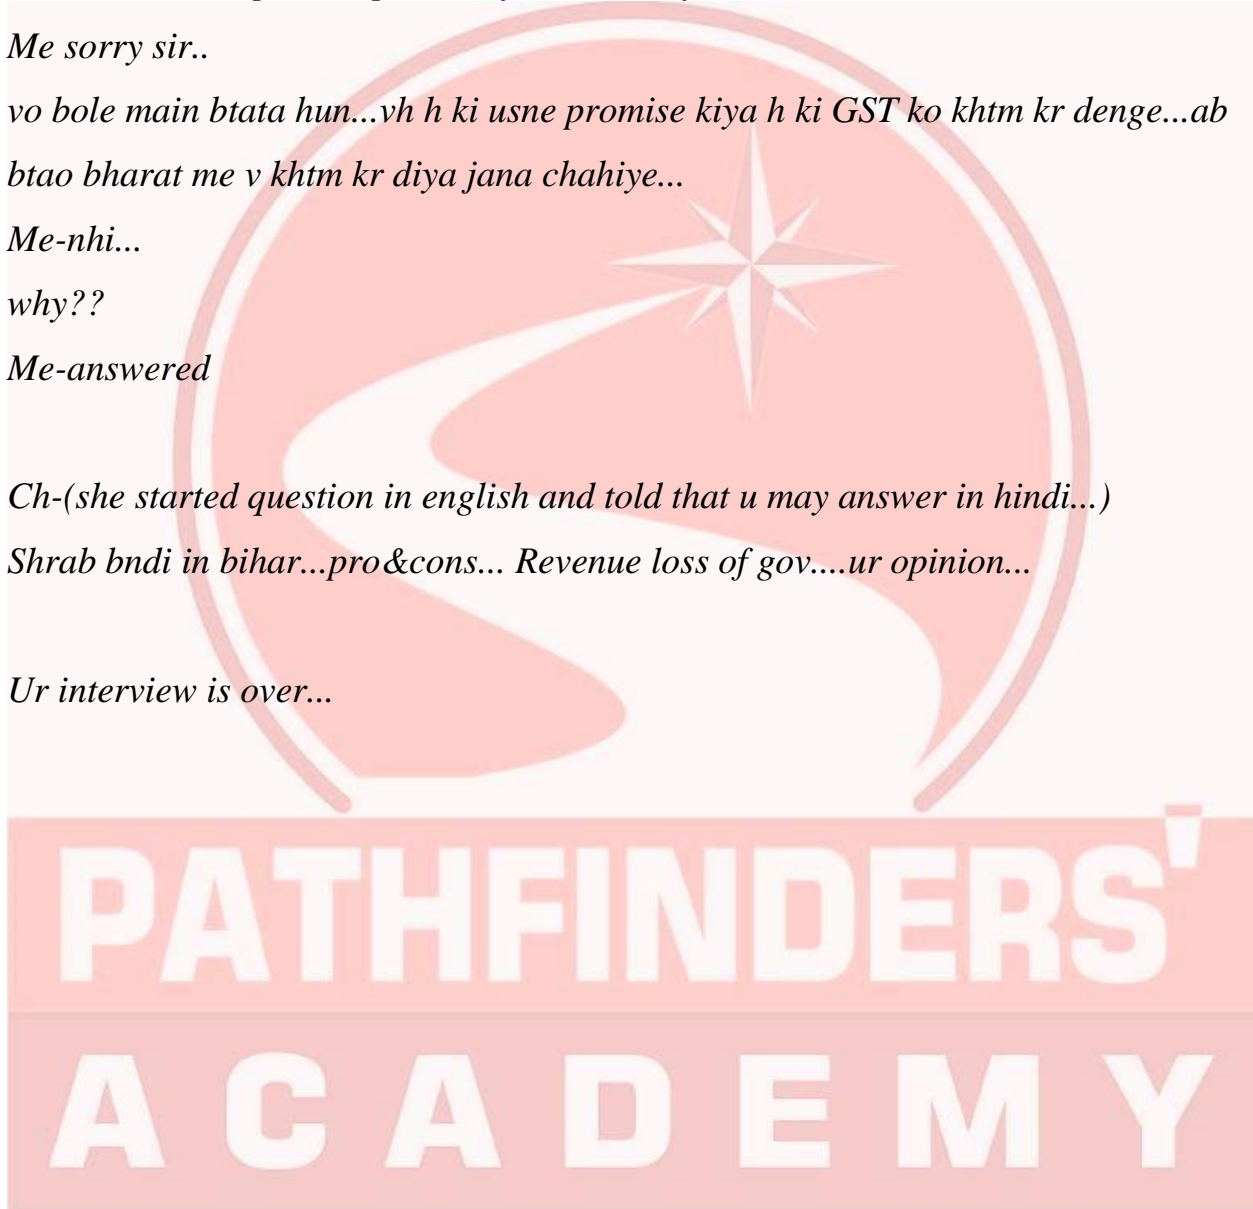 Me sorry sir..
vo bole main btata hun...vh h ki usne promise kiya h ki GST ko khtm kr denge...ab
btao bharat me v khtm kr diya jana chahiye...
Me-nhi...
why??
Me-answered
Ch-(she started question in english and told that u may answer in hindi...)
Shrab bndi in bihar...pro&cons... Revenue loss of gov....ur opinion...
Ur interview is over...
PATHFINDERS'
ACADEMY